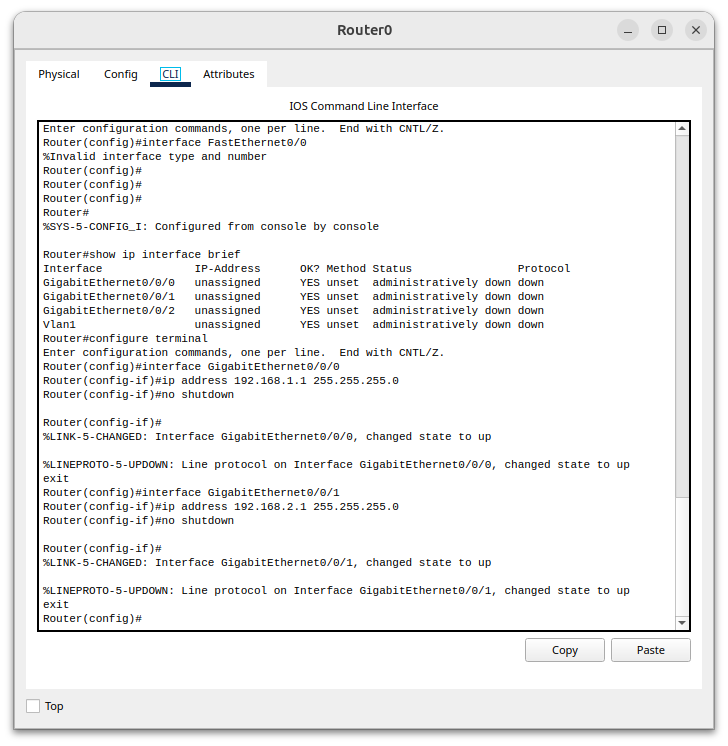 Router0
Physical Config CLI Attributes
IOS Command Line Interface
Enter configuration commands, one per line.  End with CNTL/Z.
Router(config)#interface FastEthernet0/0
%Invalid interface type and number
Router(config)#
Router(config)#
Router(config)#
Router#
%SYS-5-CONFIG_I: Configured from console by console
Router#show ip interface brief
Interface              IP-Address      OK? Method Status                Protocol
GigabitEthernet0/0/0   unassigned      YES unset  administratively down down
GigabitEthernet0/0/1   unassigned      YES unset  administratively down down
GigabitEthernet0/0/2   unassigned      YES unset  administratively down down
Vlan1                  unassigned      YES unset  administratively down down
Router#configure terminal
Enter configuration commands, one per line.  End with CNTL/Z.
Router(config)#interface GigabitEthernet0/0/0
Router(config-if)#ip address 192.168.1.1 255.255.255.0
Router(config-if)#no shutdown
Router(config-if)#
%LINK-5-CHANGED: Interface GigabitEthernet0/0/0, changed state to up
%LINEPROTO-5-UPDOWN: Line protocol on Interface GigabitEthernet0/0/0, changed state to up
exit
Router(config)#interface GigabitEthernet0/0/1
Router(config-if)#ip address 192.168.2.1 255.255.255.0
Router(config-if)#no shutdown
Router(config-if)#
%LINK-5-CHANGED: Interface GigabitEthernet0/0/1, changed state to up
%LINEPROTO-5-UPDOWN: Line protocol on Interface GigabitEthernet0/0/1, changed state to up
exit
Router(config)#
Copy Paste
Top